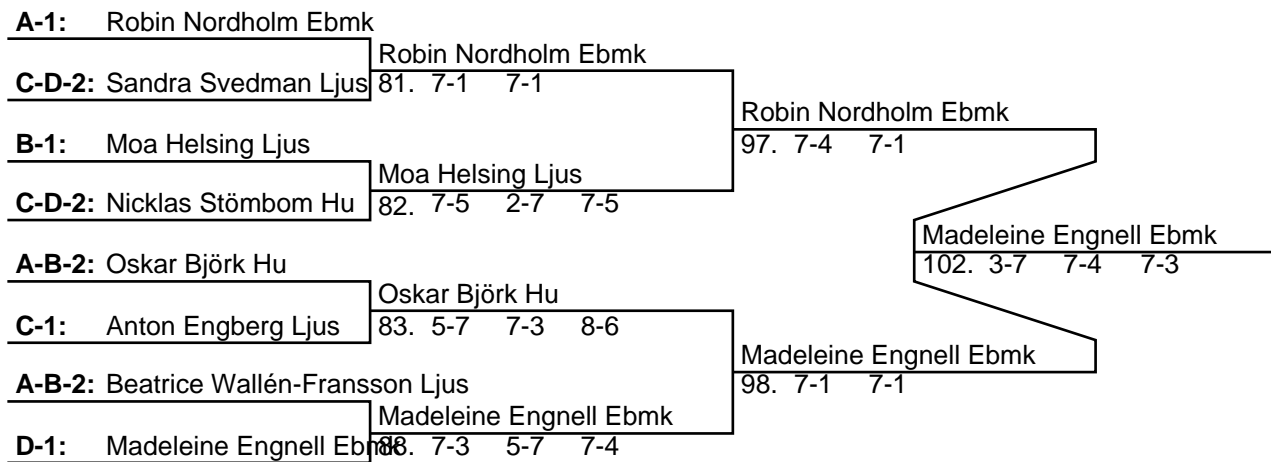 A-1: Robin Nordholm Ebmk
Robin Nordholm Ebmk
C-D-2: Sandra Svedman Ljus 81. 7-1 7-1
Robin Nordholm Ebmk
B-1: Moa Helsing Ljus 97. 7-4 7-1
Moa Helsing Ljus
C-D-2: Nicklas Stömbom Hu 82. 7-5 2-7 7-5
Madeleine Engnell Ebmk
A-B-2: Oskar Björk Hu 102. 3-7 7-4 7-3
Oskar Björk Hu
C-1: Anton Engberg Ljus 83. 5-7 7-3 8-6
Madeleine Engnell Ebmk
A-B-2: Beatrice Wallén-Fransson Ljus 98. 7-1 7-1
Madeleine Engnell Ebmk
D-1: Madeleine Engnell Ebmk 7-3 5-7 7-4